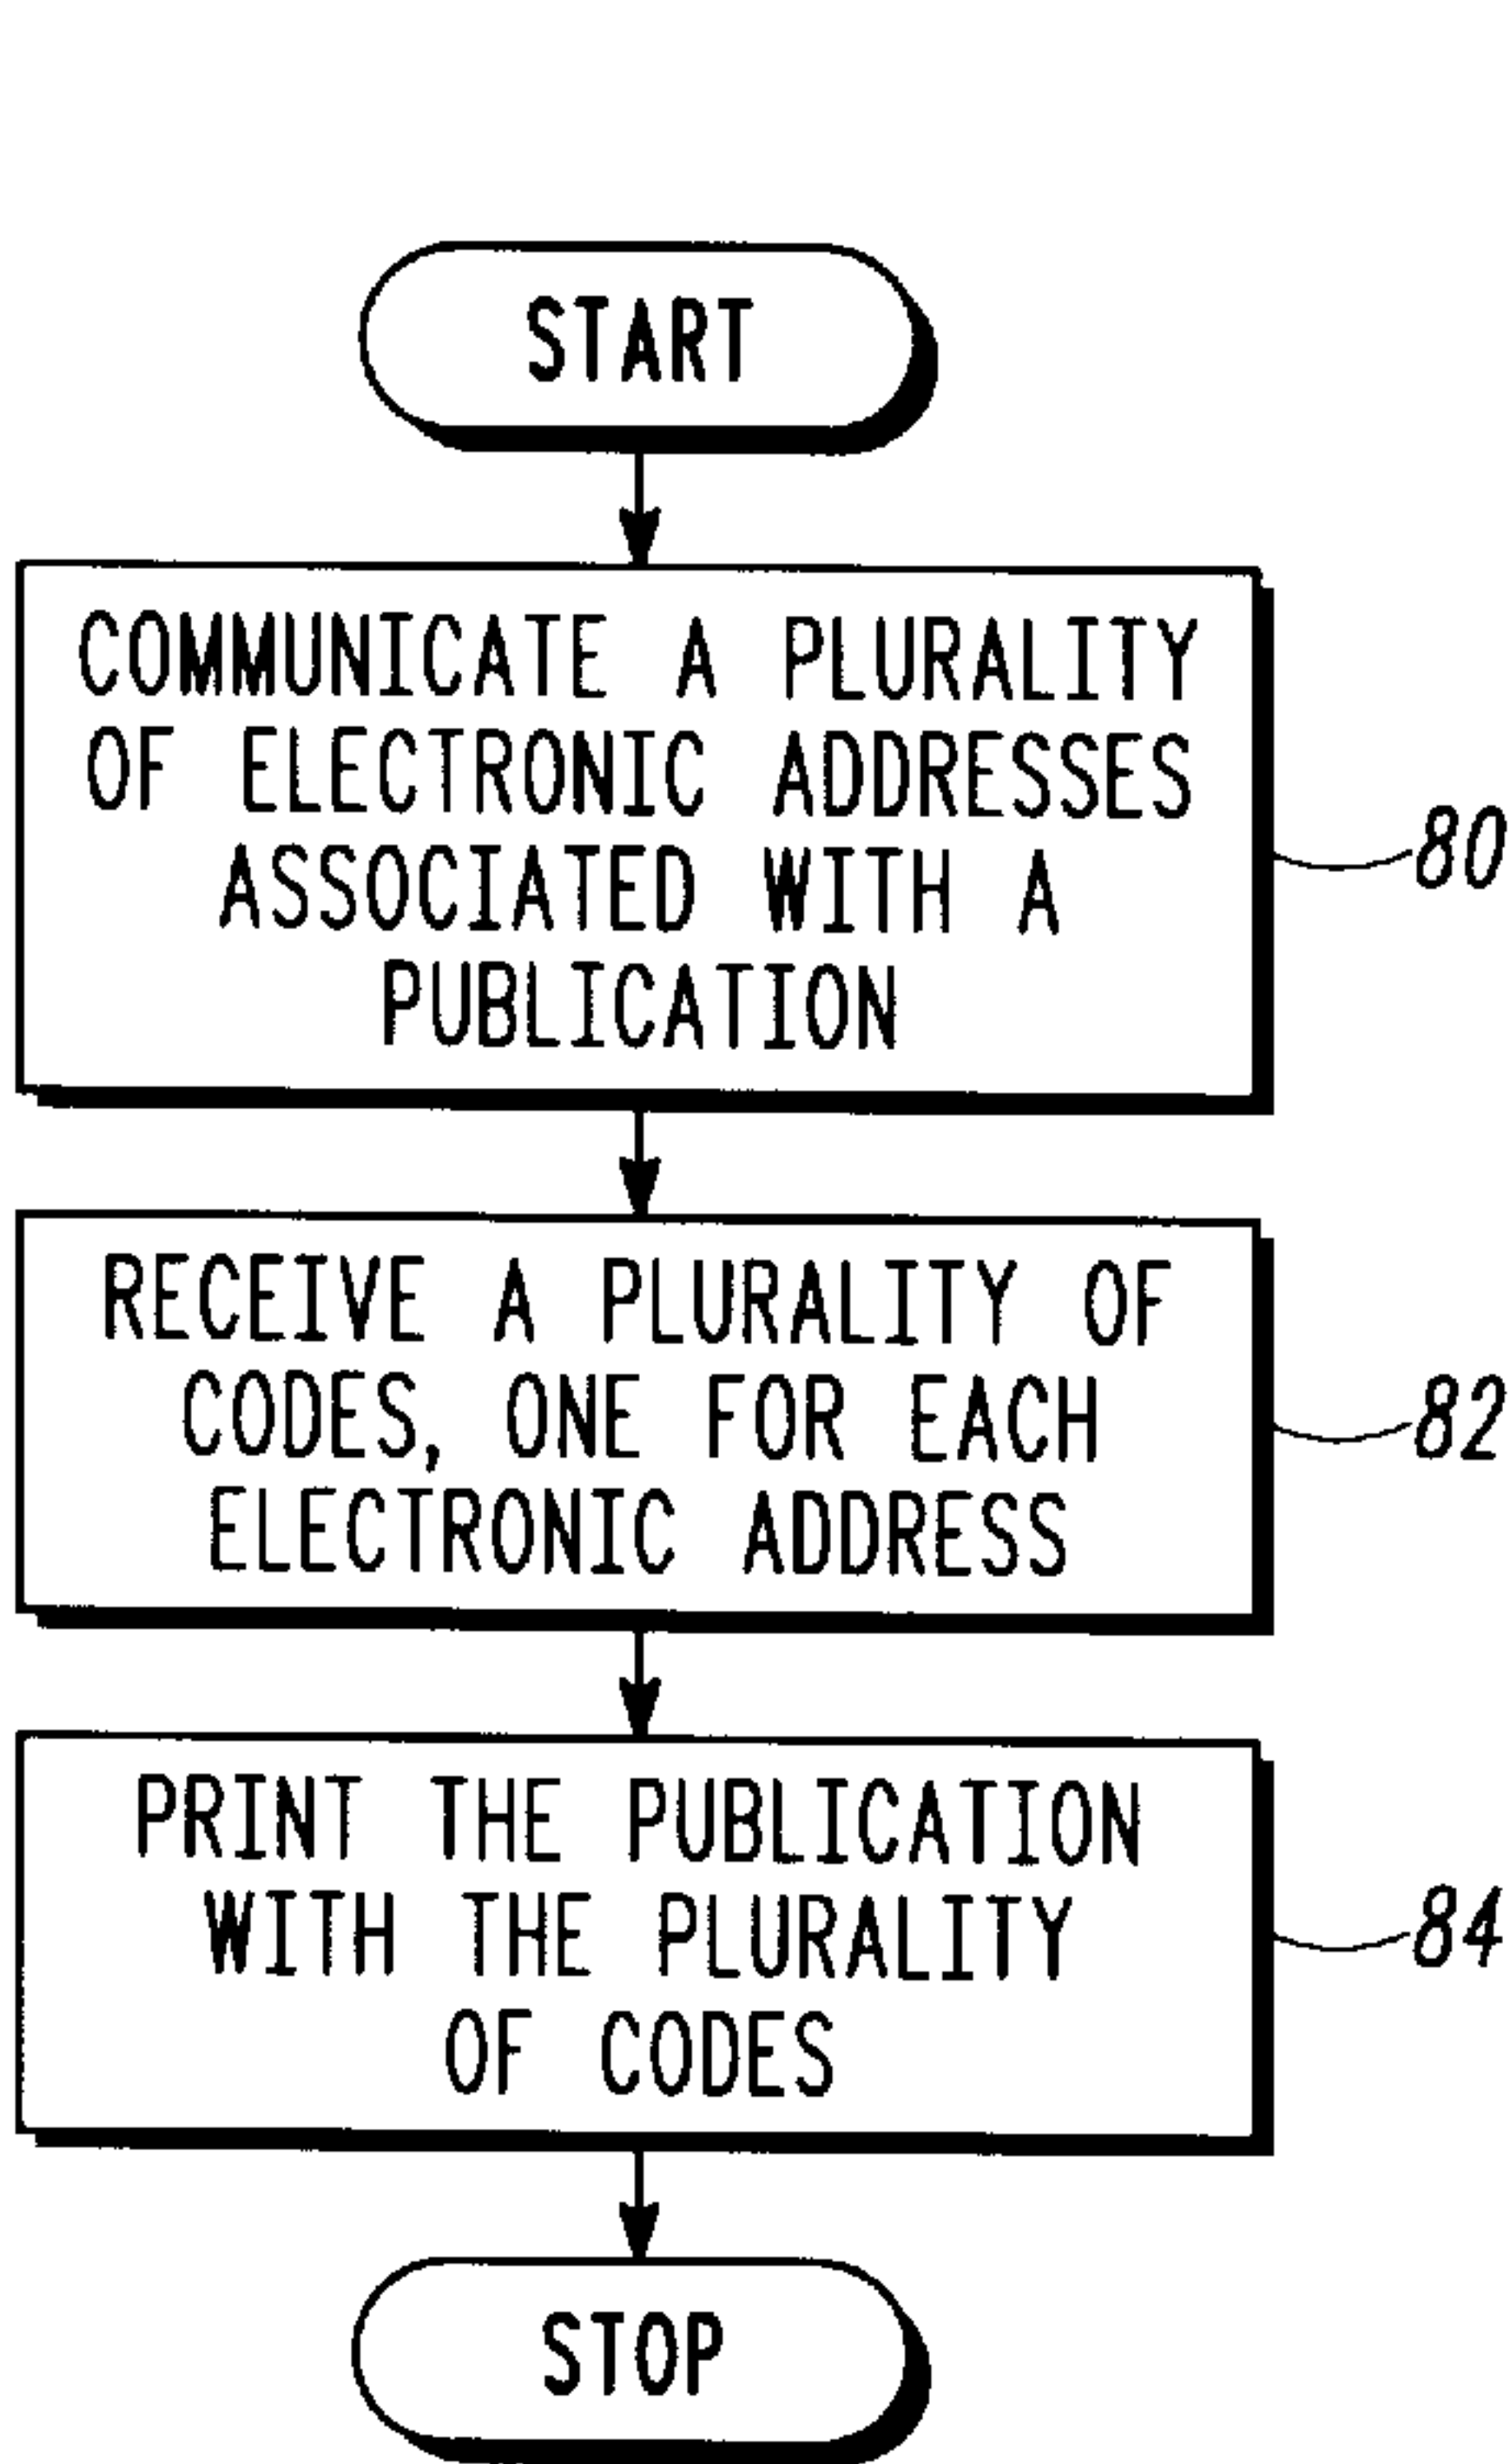 START
COMMUNICATE A PLURALITY
OF ELECTRONIC ADDRESSES
ASSOCIATED WITH A
PUBLICATION
80
RECEIVE A PLURALITY OF
CODES, ONE FOR EACH
ELECTRONIC ADDRESS
82
PRINT THE PUBLICATION
WITH THE PLURALITY
OF CODES
84
STOP